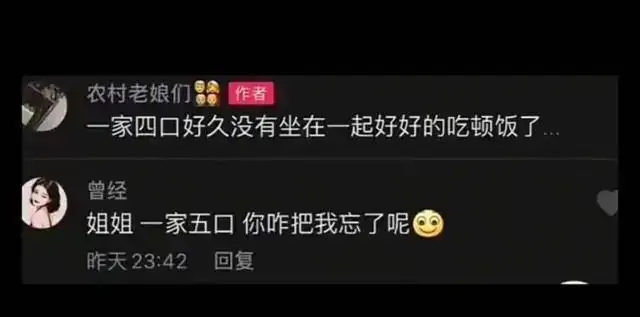 农村老娘们 作者
一家四口好久没有坐在一起好好的吃顿饭了...
曾经
姐姐 一家五口 你咋把我忘了呢
昨天 23:42 回复